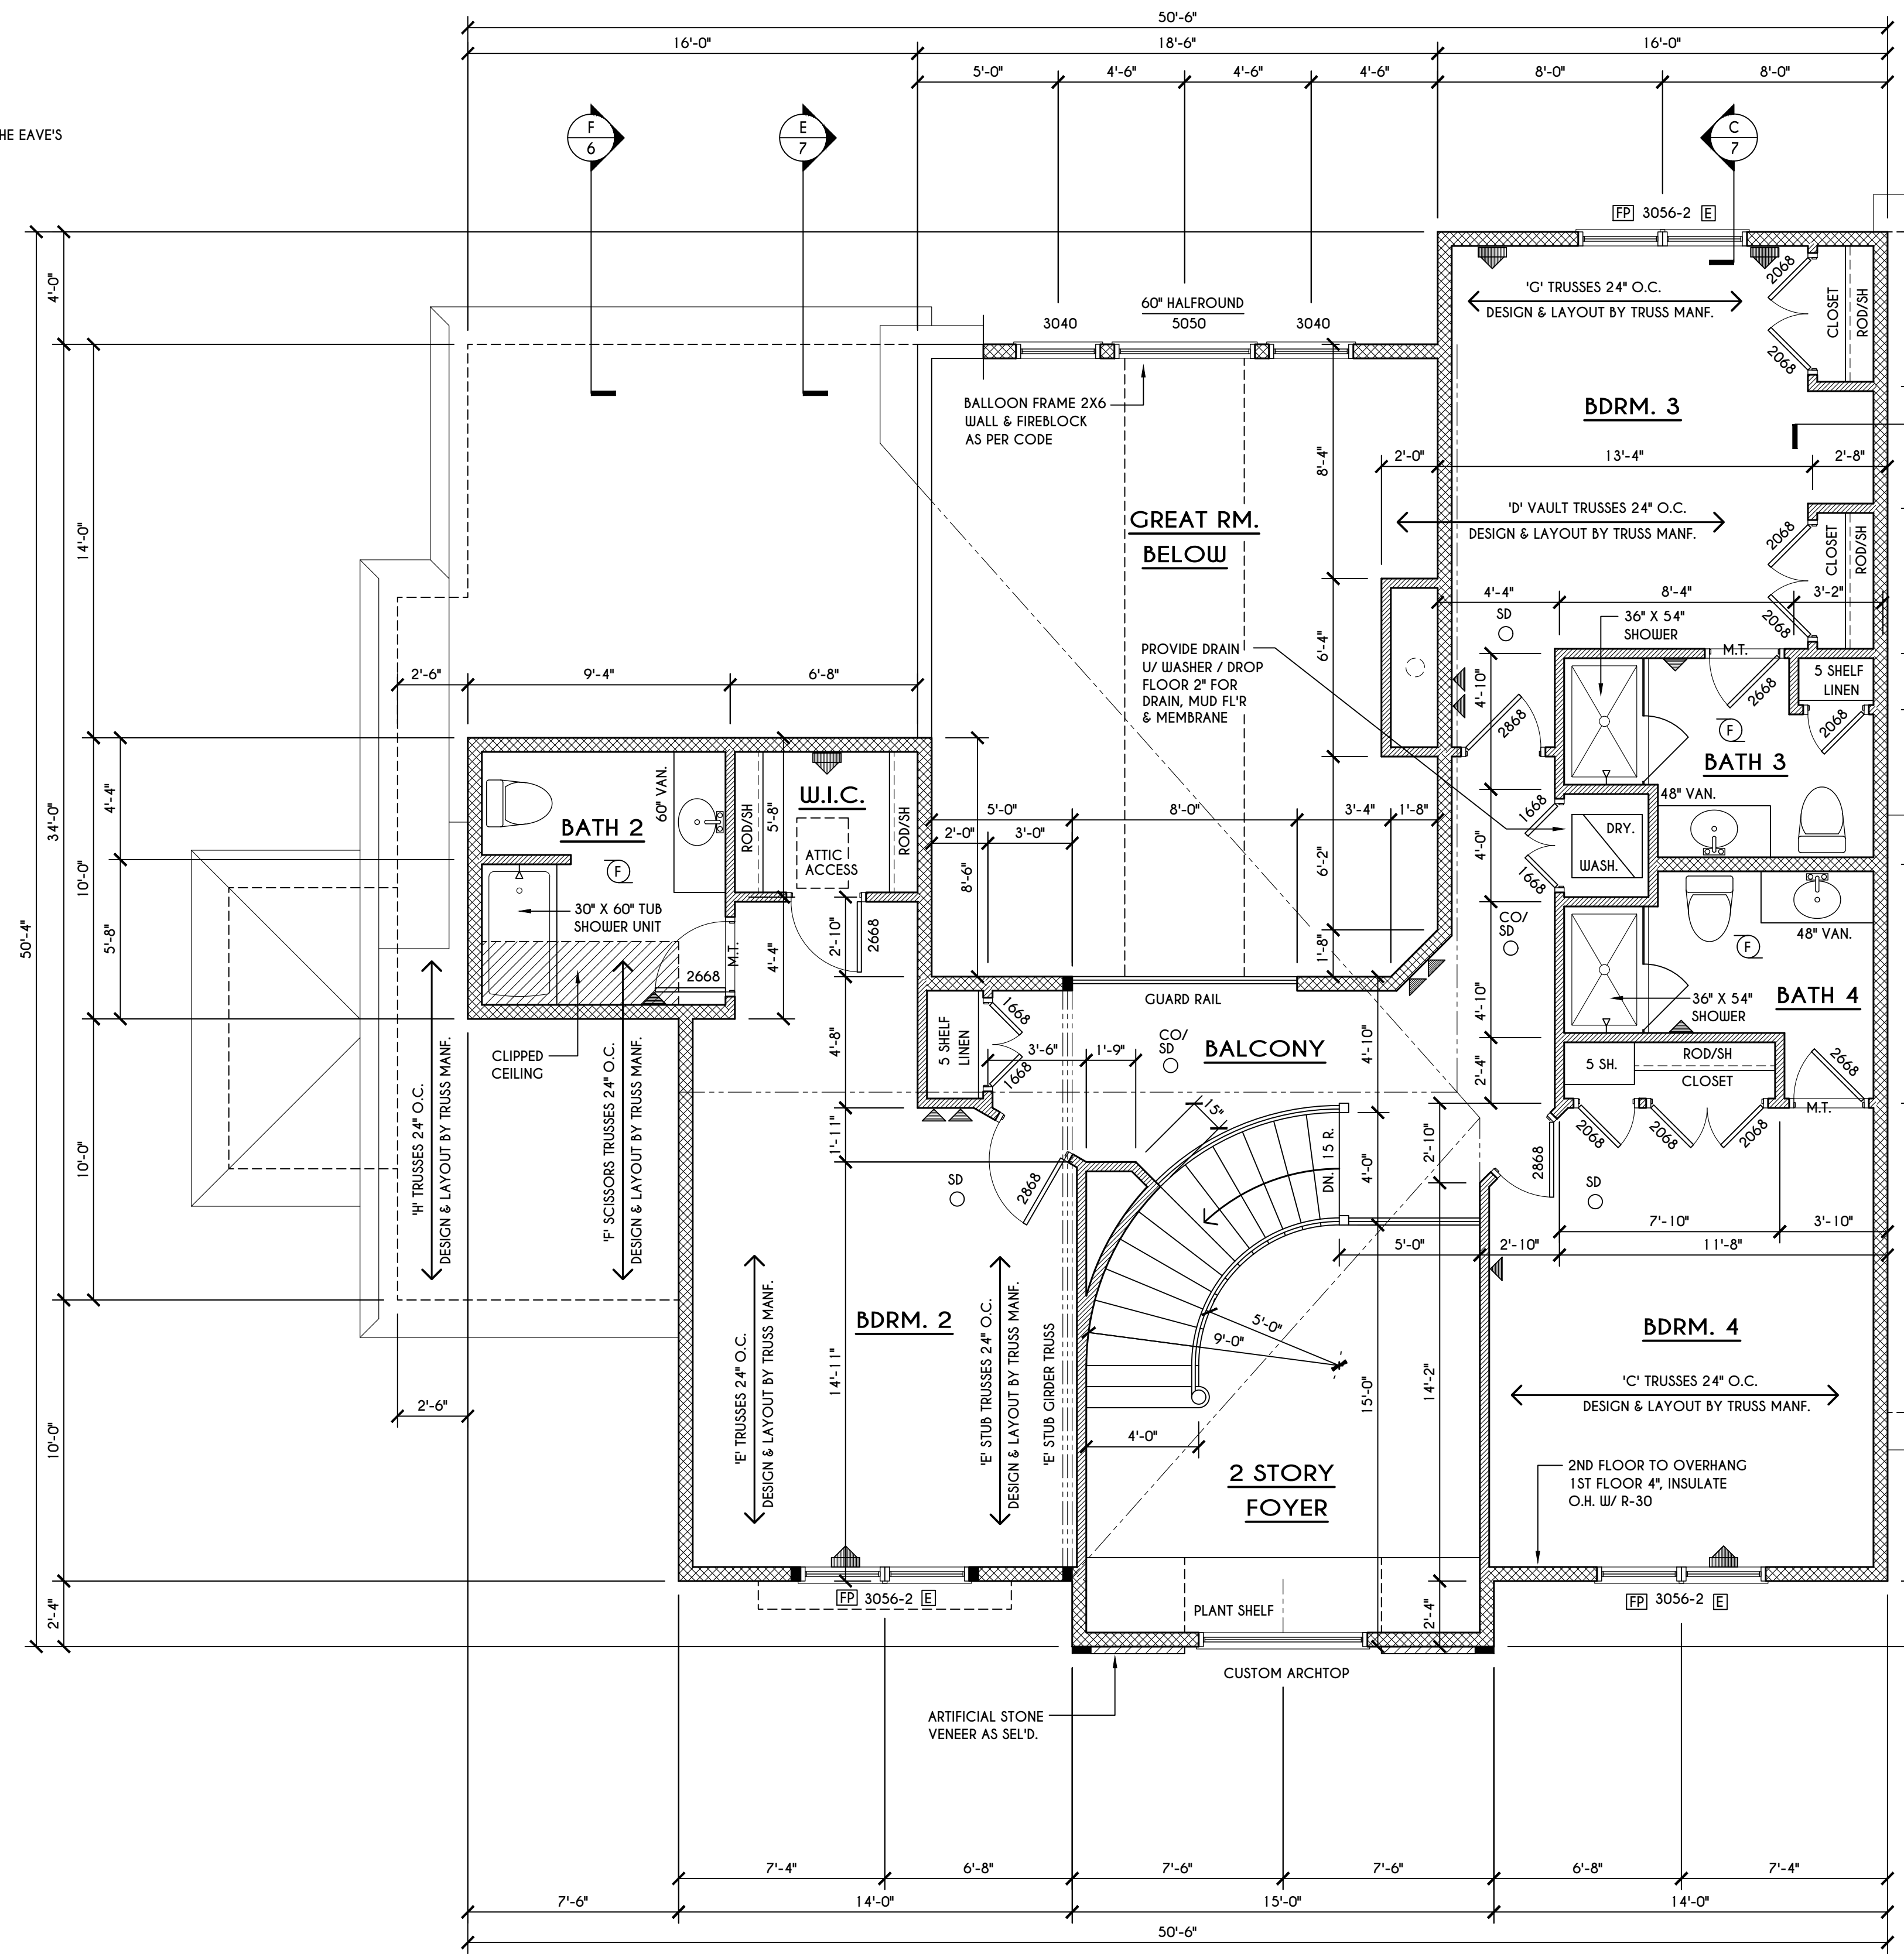 50'-6"
16'-0"
18'-6"
16'-0"
5'-0"
4'-6"
4'-6"
4'-6"
8'-0"
8'-0"
HE EAVE'S
F
6
E
7
C
7
FP 3056-2 E
4'-0"
14'-0"
34'-0"
50'-4"
4'-4"
10'-0"
5'-8"
10'-0"
10'-0"
2'-4"
60" HALFROUND
3040
5050
3040
BALLOON FRAME 2X6
WALL & FIREBLOCK
AS PER CODE
GREAT RM.
BELOW
8'-4"
6'-4"
6'-2"
1'-8"
PROVIDE DRAIN
U/ WASHER / DROP
FLOOR 2" FOR
DRAIN, MUD FL'R
& MEMBRANE
'G' TRUSSES 24" O.C.
DESIGN & LAYOUT BY TRUSS MANF.
2068
2068
CLOSET
ROD/SH
BDRM. 3
2'-0"
13'-4"
2'-8"
'D' VAULT TRUSSES 24" O.C.
DESIGN & LAYOUT BY TRUSS MANF.
2068
2068
CLOSET
ROD/SH
4'-4"
8'-4"
3'-2"
SD
36" X 54"
SHOWER
M.T.
2668
5 SHELF
LINEN
2068
F
BATH 3
48" VAN.
2868
4'-10"
4'-0"
4'-10"
2'-4"
1668
1668
DRY.
WASH.
CO/
SD
F
48" VAN.
BATH 4
36" X 54"
SHOWER
5 SH.
ROD/SH
CLOSET
2668
M.T.
2068
2068
2068
2'-6"
9'-4"
6'-8"
BATH 2
60" VAN.
F
30" X 60" TUB
SHOWER UNIT
2668
M.T.
W.I.C.
ROD/SH
ROD/SH
5'-8"
ATTIC
ACCESS
4'-4"
2'-10"
2668
8'-6"
5'-0"
8'-0"
3'-4"
1'-8"
2'-0"
3'-0"
GUARD RAIL
CO/
SD
BALCONY
4'-10"
5 SHELF
LINEN
1668
1668
3'-6"
1'-9"
4'-8"
1'-11"
CLIPPED
CEILING
'H' TRUSSES 24" O.C.
DESIGN & LAYOUT BY TRUSS MANF.
'F' SCISSORS TRUSSES 24" O.C.
DESIGN & LAYOUT BY TRUSS MANF.
15"
15 R.
DN.
4'-0"
2'-10"
2868
SD
2868
SD
7'-10"
3'-10"
5'-0"
2'-10"
11'-8"
BDRM. 2
14'-11"
'E' TRUSSES 24" O.C.
DESIGN & LAYOUT BY TRUSS MANF.
'E' STUB TRUSSES 24" O.C.
DESIGN & LAYOUT BY TRUSS MANF.
'E' STUB GIRDER TRUSS
5'-0"
9'-0"
15'-0"
14'-2"
4'-0"
2 STORY
FOYER
BDRM. 4
'C' TRUSSES 24" O.C.
DESIGN & LAYOUT BY TRUSS MANF.
2ND FLOOR TO OVERHANG
1ST FLOOR 4", INSULATE
O.H. W/ R-30
2'-6"
FP 3056-2 E
PLANT SHELF
2'-4"
FP 3056-2 E
CUSTOM ARCHTOP
ARTIFICIAL STONE
VENEER AS SEL'D.
7'-4"
6'-8"
7'-6"
7'-6"
6'-8"
7'-4"
7'-6"
14'-0"
15'-0"
14'-0"
50'-6"